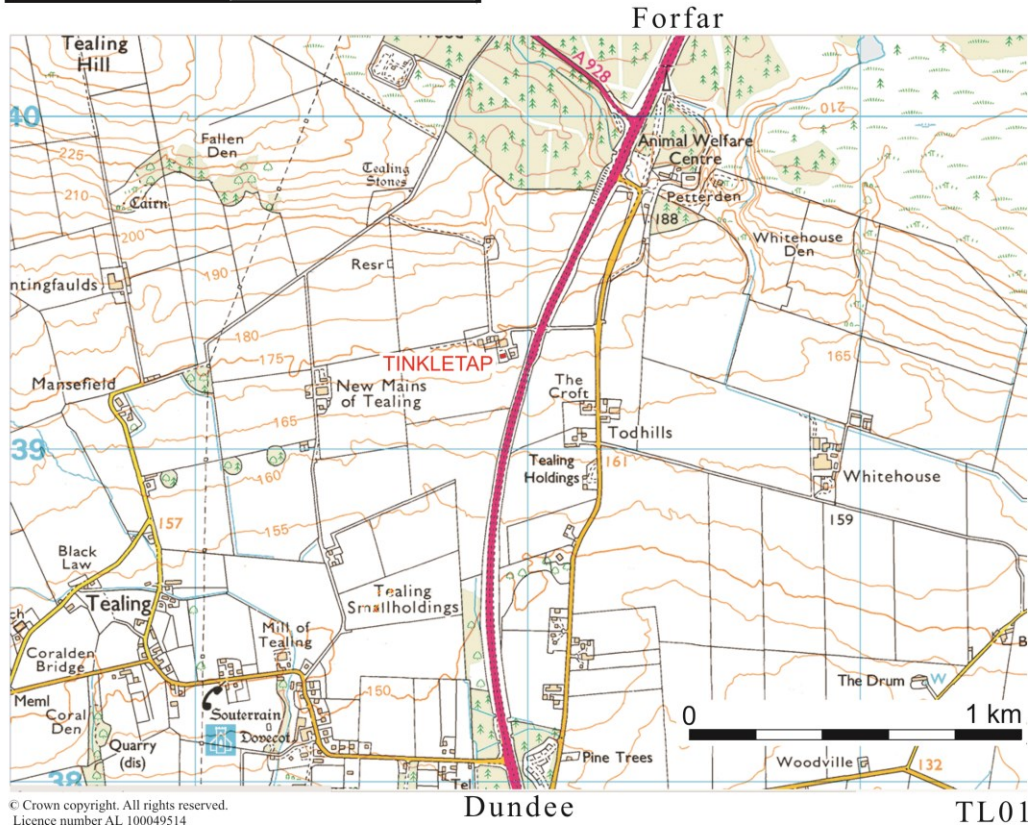 Forfar
Tealing
Hill
A 928
40
210
Animal Welfare
Centre
Fallen
Den
225
Tealing
Stones
210
Petterden
Cairn
188
200
Whitehouse
Den
Resr
190
ntingfaulds
180
175
165
TINKLETAP
Mansefield
New Mains
of Tealing
The
Croft
165
Todhills
39
Tealing
Holdings
161
160
Whitehouse
157
155
159
Black
Law
Tealing
Smallholdings
Tealing
ch
Mill of
Tealing
Coralden
Bridge
B
The Drum
W
150
Meml
Souterrain
0
1 km
Coral
Den
Dovecot
Quarry
(dis)
Pine Trees
Woodville
132
38
Tel
© Crown copyright. All rights reserved.
Licence number AL 100049514
Dundee
TL01